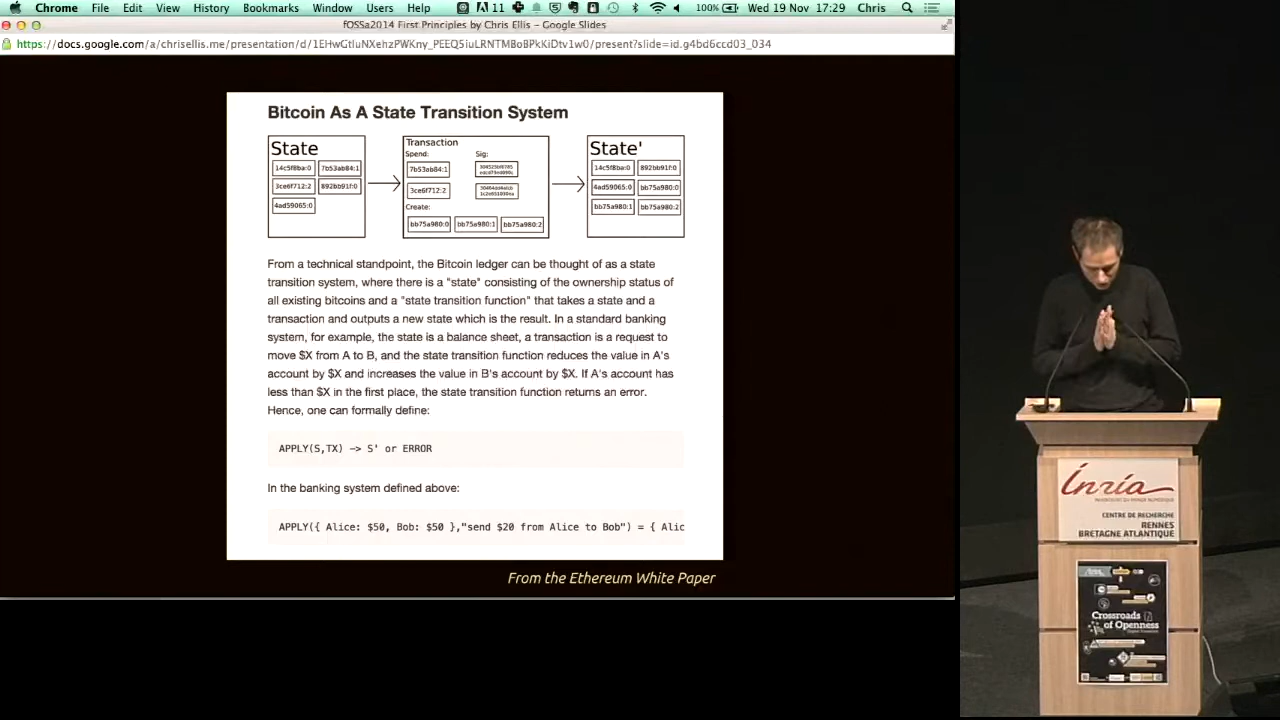 Chrome File Edit View History Bookmarks Window Users Help 11 100% Wed 19 Nov 17:29 Chris
fOSSa2014 First Principles by Chris Ellis - Google Slides
https://docs.google.com/a/chrisellis.me/presentation/d/1EHwGtluNXehzPWKny_PEEQ5iuLRNTMBoBPkKiDtv1w0/present?slide=id.g4bd6ccd03_034
Bitcoin As A State Transition System
State
14c5f8ba:0 7b53ab84:1
3ce6f712:2 892bb91f:0
4ad59065:0
Transaction
Spend: Sig:
7b53ab84:1
3ce6f712:2
Create:
bb75a980:0 bb75a980:1 bb75a980:2
State'
14c5f8ba:0 892bb91f:0
4ad59065:0 bb75a980:0
bb75a980:1 bb75a980:2
From a technical standpoint, the Bitcoin ledger can be thought of as a state
transition system, where there is a "state" consisting of the ownership status of
all existing bitcoins and a "state transition function" that takes a state and a
transaction and outputs a new state which is the result. In a standard banking
system, for example, the state is a balance sheet, a transaction is a request to
move $X from A to B, and the state transition function reduces the value in A's
account by $X and increases the value in B's account by $X. If A's account has
less than $X in the first place, the state transition function returns an error.
Hence, one can formally define:
APPLY(S,TX) -> S' or ERROR
In the banking system defined above:
APPLY({ Alice: $50, Bob: $50 },"send $20 from Alice to Bob") = { Alic
From the Ethereum White Paper
Inria
CENTRE DE RECHERCHE
RENNES
BRETAGNE ATLANTIQUE
Crossroads
of Openness